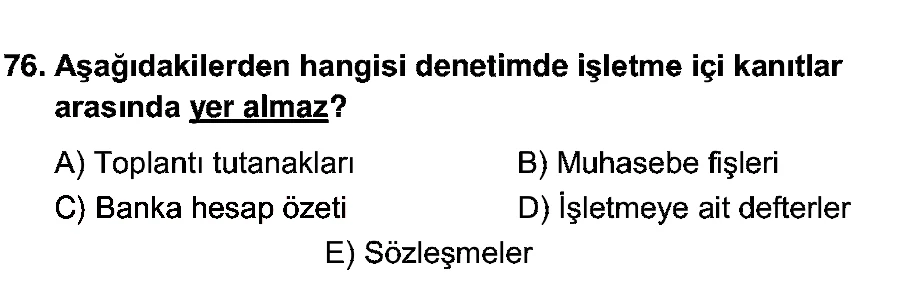 76. Aşağıdakilerden hangisi denetimde işletme içi kanıtlar
arasında yer almaz?
A) Toplantı tutanakları B) Muhasebe fişleri
C) Banka hesap özeti D) İşletmeye ait defterler
E) Sözleşmeler